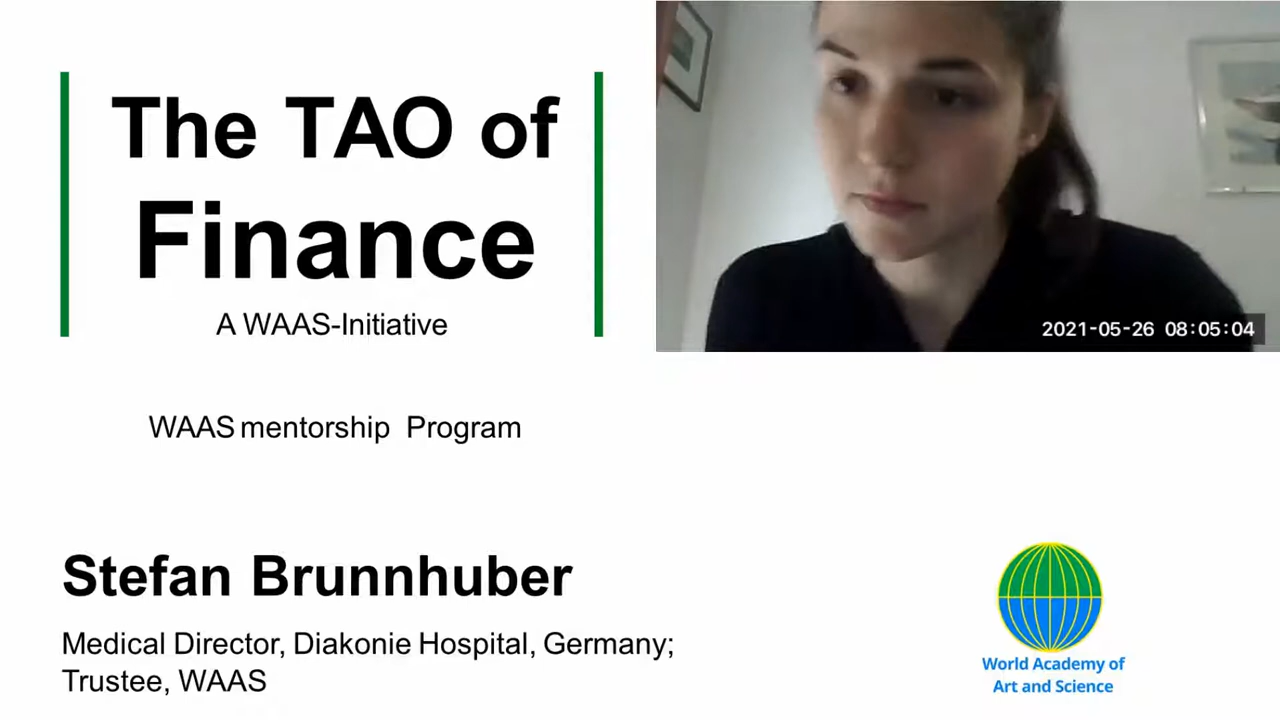 The TAO of
Finance
A WAAS-Initiative
WAAS mentorship Program
2021-05-26 08:05:04
Stefan Brunnhuber
Medical Director, Diakonie Hospital, Germany;
Trustee, WAAS
World Academy of
Art and Science